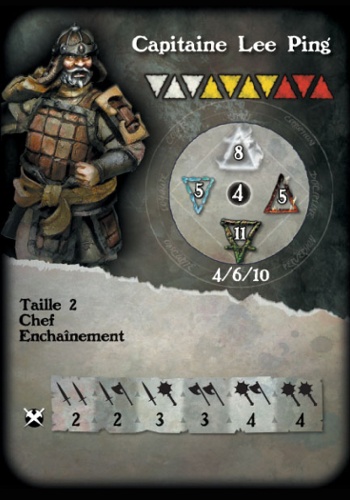 Capitaine Lee Ping
8
5 4 5
11
4/6/10
Taille 2
Chef
Enchaînement
2 2 3 3 4 4